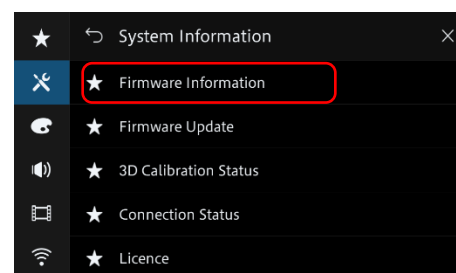 System Information
Firmware Information
Firmware Update
3D Calibration Status
Connection Status
Licence